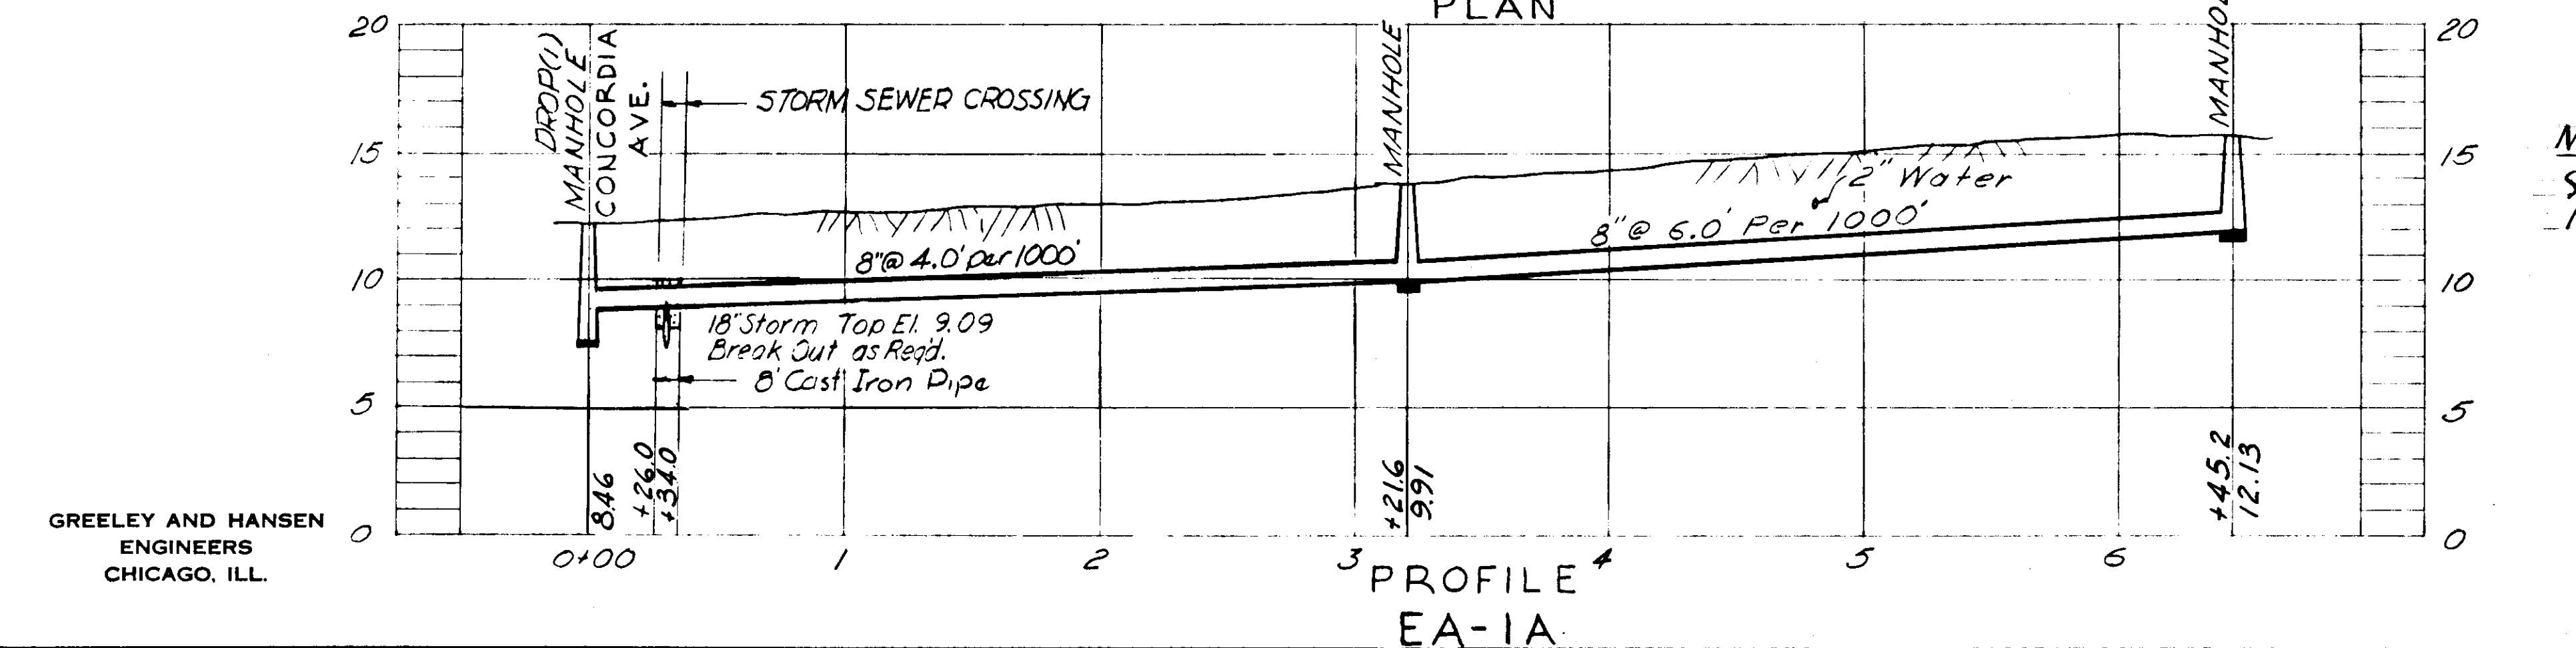 PLAN
20
DROP(1)
MANHOLE
CONCORDIA
AVE.
STORM SEWER CROSSING
MANHOLE
20
15
15
2" Water
8"@ 4.0' per 1000'
8"@ 6.0' Per 1000'
10
10
18" Storm Top El. 9.09
Break Out as Req'd.
8' Cast Iron Pipe
5
5
8.46
+26.0
+34.0
+21.6
9.91
+45.2
12.13
0
0
0+00 1 2 3 4 5 6
GREELEY AND HANSEN
ENGINEERS
CHICAGO, ILL.
PROFILE
EA-1A